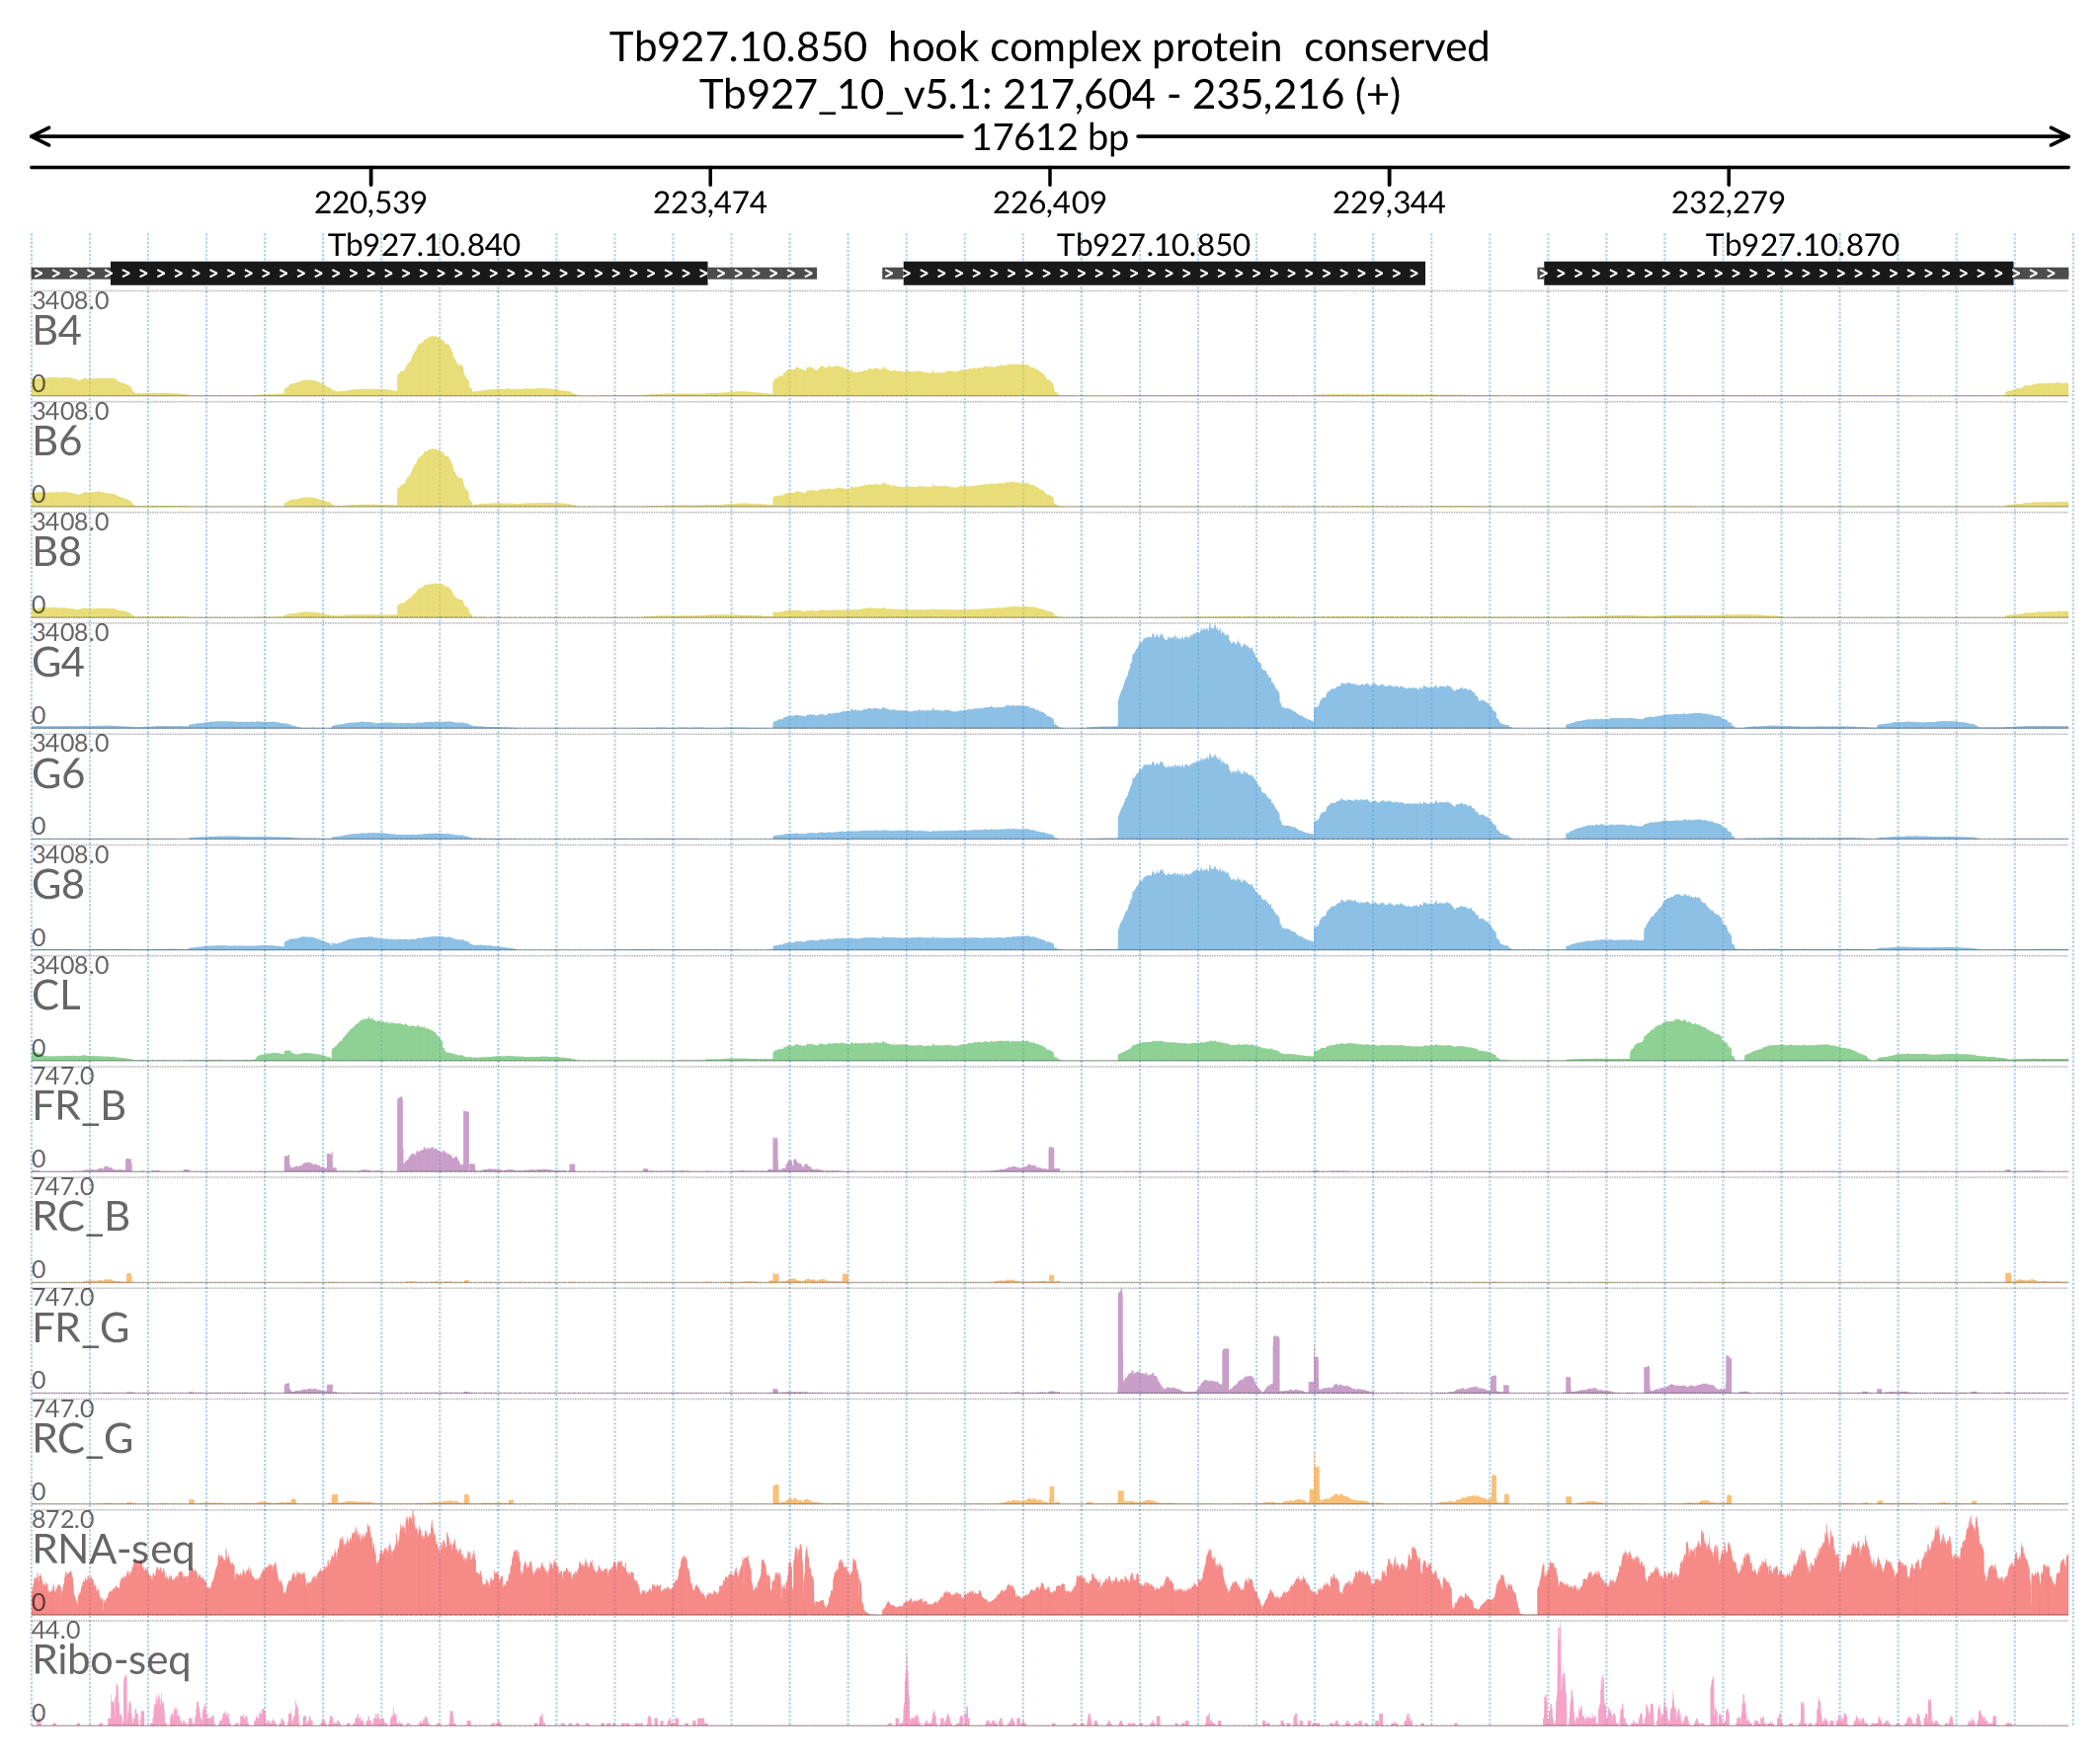 Tb927.10.850  hook complex protein  conserved
Tb927_10_v5.1: 217,604 - 235,216 (+)
17612 bp
220,539 223,474 226,409 229,344 232,279
Tb927.10.840 Tb927.10.850 Tb927.10.870
3408.0
B4
0
3408.0
B6
0
3408.0
B8
0
3408.0
G4
0
3408.0
G6
0
3408.0
G8
0
3408.0
CL
0
747.0
FR_B
0
747.0
RC_B
0
747.0
FR_G
0
747.0
RC_G
0
872.0
RNA-seq
0
44.0
Ribo-seq
0